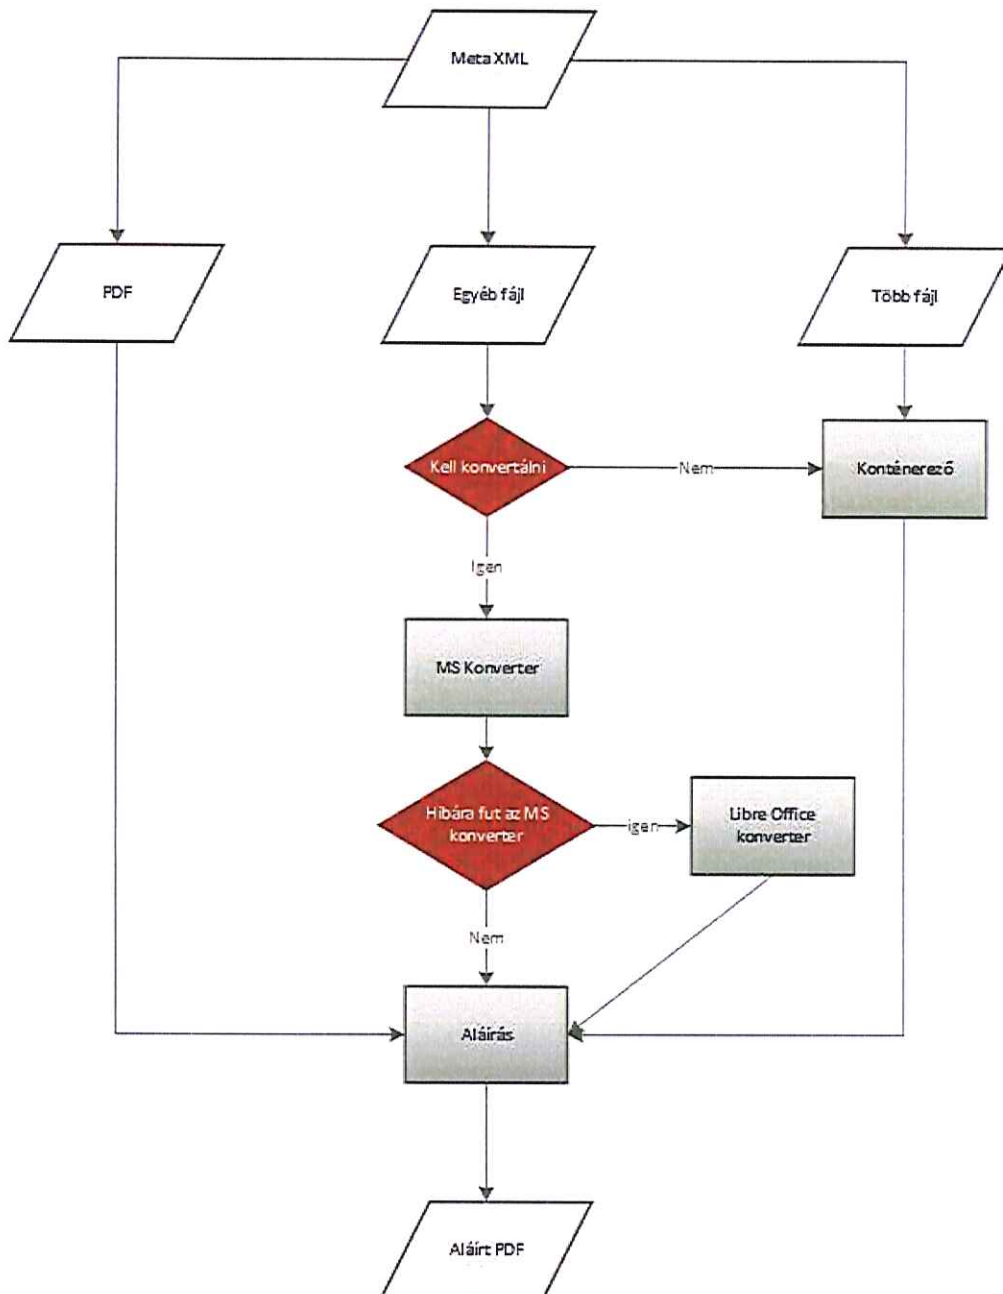 Meta XML
PDF
Egyéb fájl
Több fájl
Kell konvertálni
Nem
Konténerező
Igen
MS Konverter
Hibára fut az MS
konverter
igen
Libre Office
konverter
Nem
Aláírás
Aláírt PDF